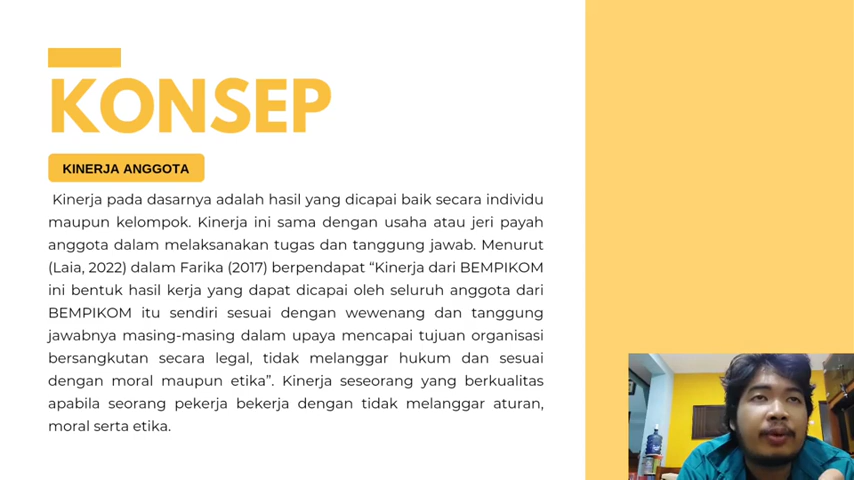 KONSEP
KINERJA ANGGOTA
Kinerja pada dasarnya adalah hasil yang dicapai baik secara individu
maupun kelompok. Kinerja ini sama dengan usaha atau jeri payah
anggota dalam melaksanakan tugas dan tanggung jawab. Menurut
(Laia, 2022) dalam Farika (2017) berpendapat “Kinerja dari BEMPIKOM
ini bentuk hasil kerja yang dapat dicapai oleh seluruh anggota dari
BEMPIKOM itu sendiri sesuai dengan wewenang dan tanggung
jawabnya masing-masing dalam upaya mencapai tujuan organisasi
bersangkutan secara legal, tidak melanggar hukum dan sesuai
dengan moral maupun etika”. Kinerja seseorang yang berkualitas
apabila seorang pekerja bekerja dengan tidak melanggar aturan,
moral serta etika.